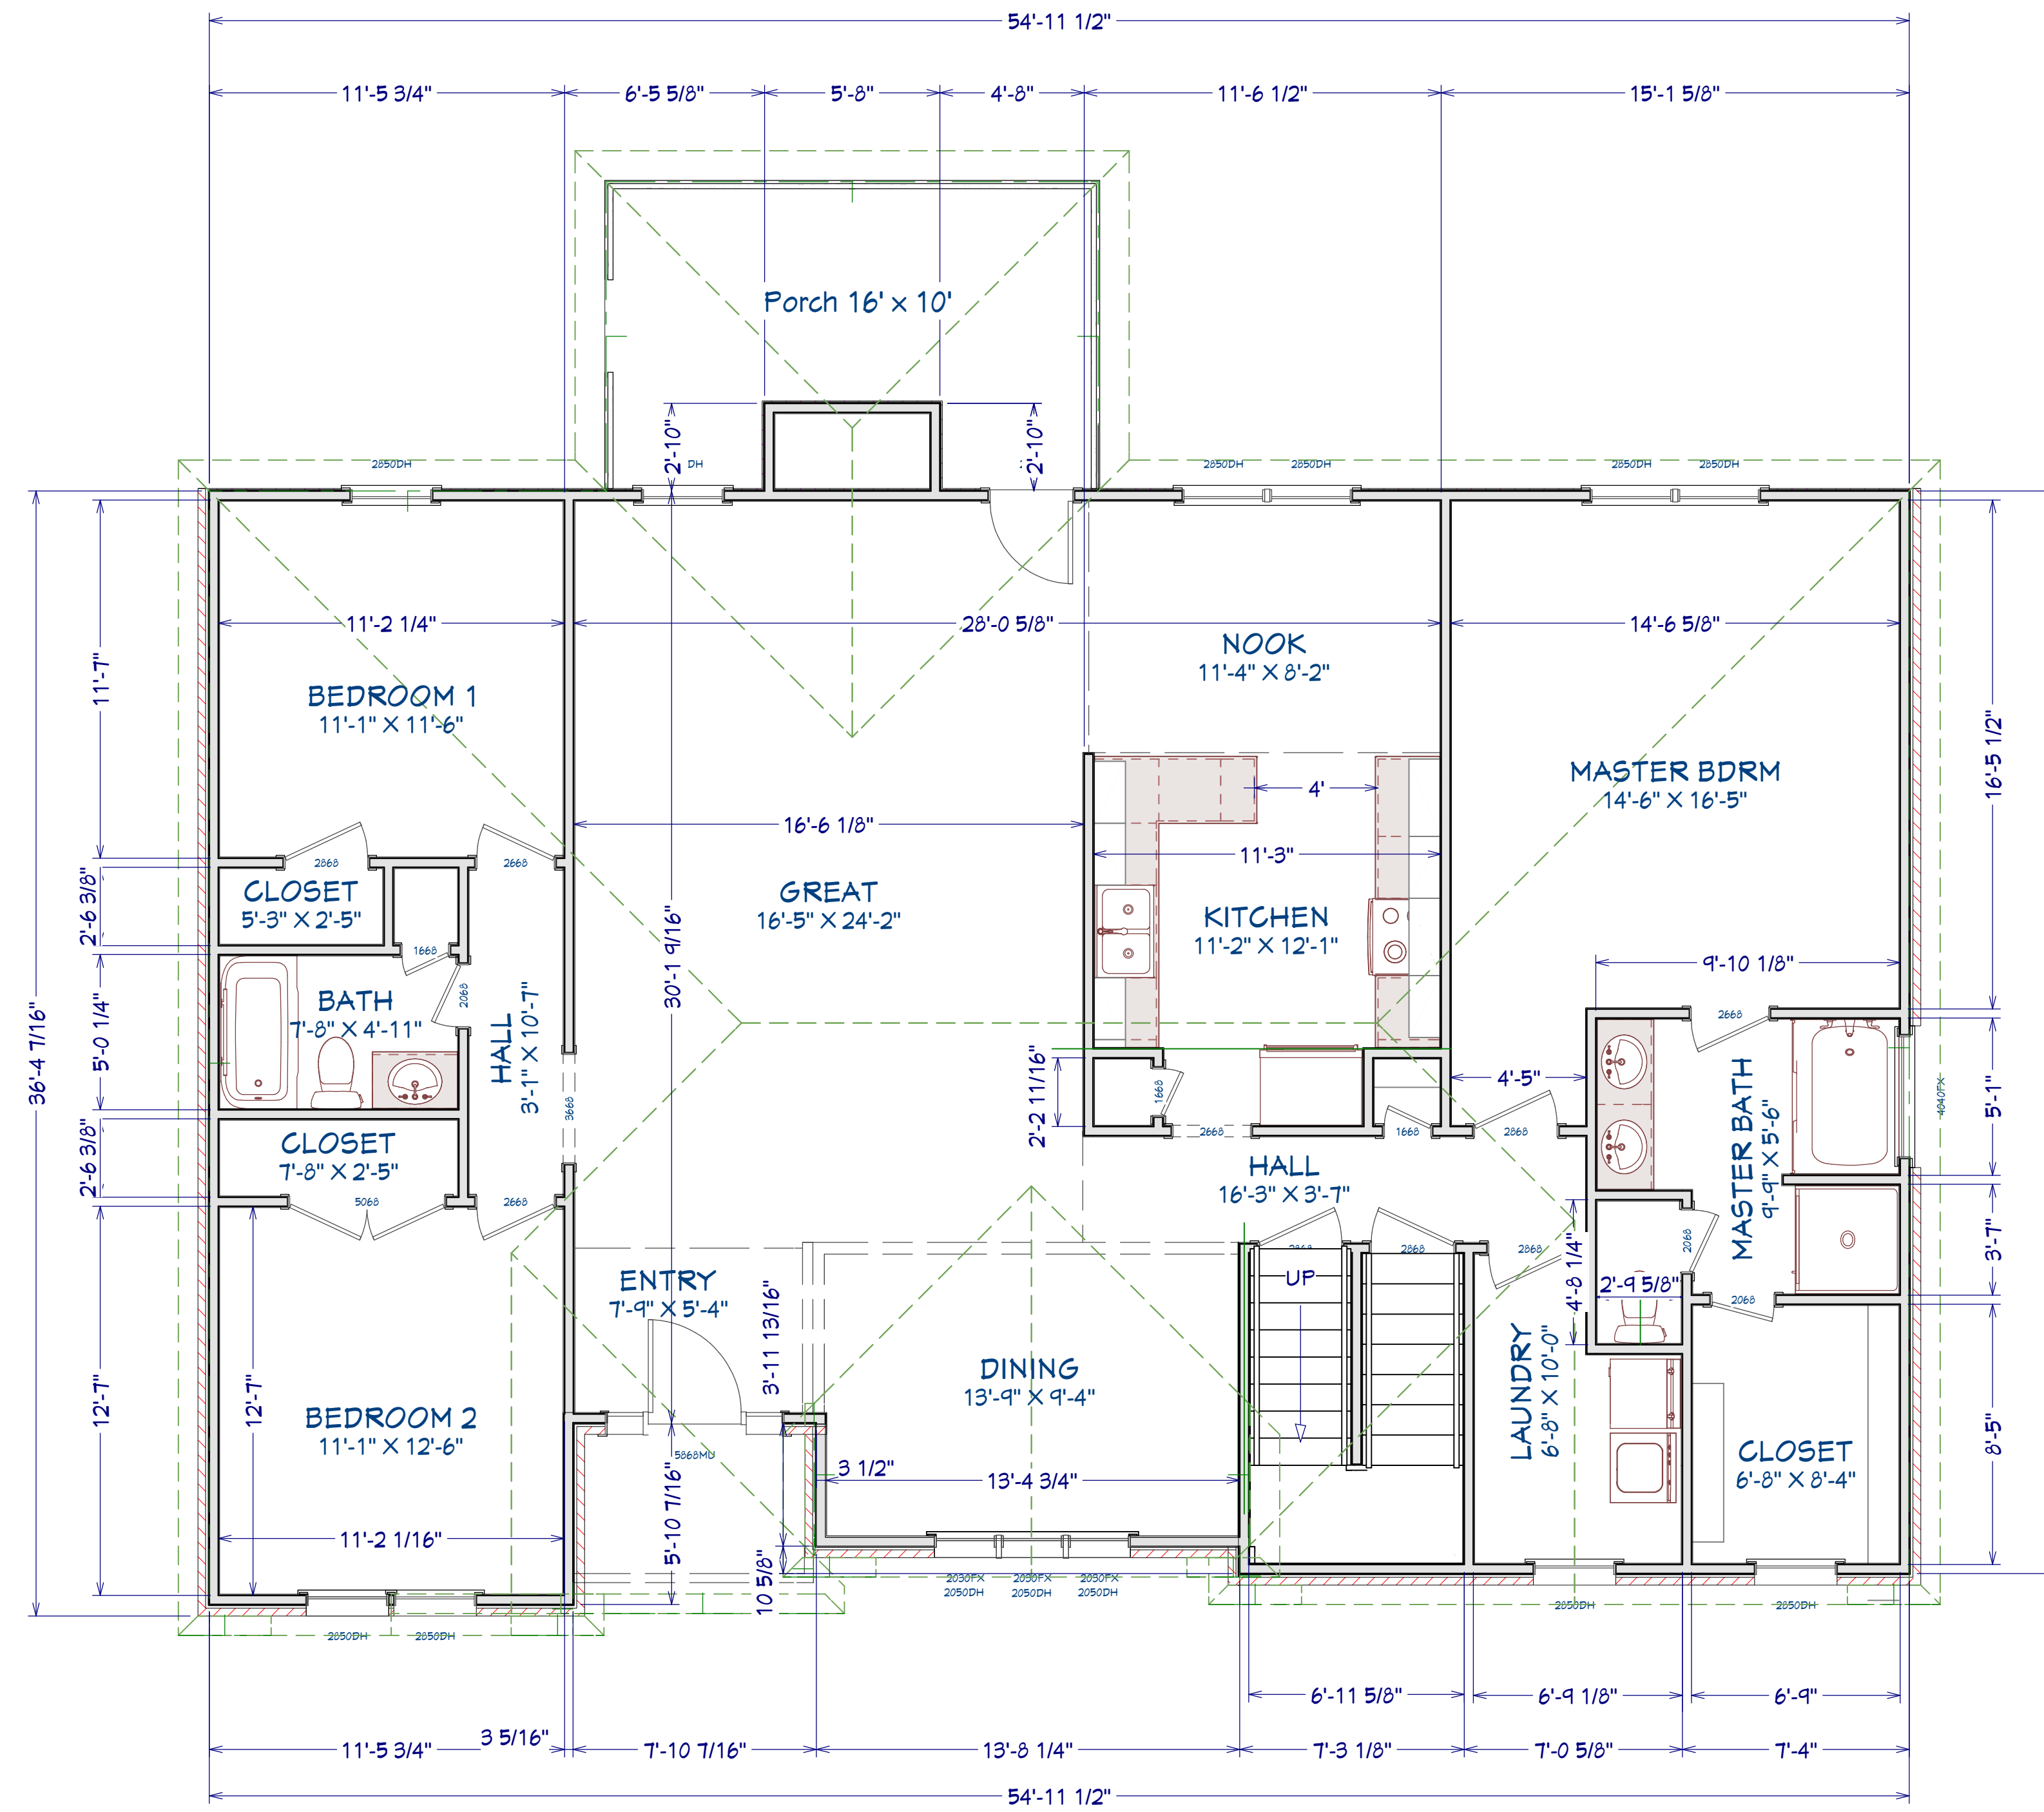 54'-11 1/2"
11'-5 3/4"
6'-5 5/8"
5'-8"
4'-8"
11'-6 1/2"
15'-1 5/8"
Porch 16' x 10'
2'-10"
2'-10"
2850DH
DH
2850DH
2850DH
2850DH
2850DH
11'-2 1/4"
28'-0 5/8"
14'-6 5/8"
NOOK
11'-4" X 8'-2"
11'-7"
BEDROOM 1
11'-1" X 11'-6"
MASTER BDRM
14'-6" X 16'-5"
16'-5 1/2"
4'
16'-6 1/8"
11'-3"
2868
2668
CLOSET
5'-3" X 2'-5"
2'-6 3/8"
GREAT
16'-5" X 24'-2"
KITCHEN
11'-2" X 12'-1"
1668
30'-1 9/16"
9'-10 1/8"
BATH
7'-8" X 4'-11"
2068
HALL
3'-1" X 10'-7"
5'-0 1/4"
36'-4 7/16"
2668
3668
2'-2 11/16"
1668
4'-5"
MASTER BATH
9'-9" X 5'-6"
4040FX
5'-1"
2668
1668
2868
CLOSET
7'-8" X 2'-5"
2'-6 3/8"
HALL
16'-3" X 3'-7"
5068
2668
2868
2868
2868
4'-8 1/4"
2068
3'-7"
ENTRY
7'-9" X 5'-4"
UP
2'-9 5/8"
2068
3'-11 13/16"
DINING
13'-9" X 9'-4"
LAUNDRY
6'-8" X 10'-0"
12'-7"
12'-7"
BEDROOM 2
11'-1" X 12'-6"
5868MU
3 1/2"
13'-4 3/4"
CLOSET
6'-8" X 8'-4"
8'-5"
11'-2 1/16"
5'-10 7/16"
10 5/8"
2030FX
2030FX
2030FX
2050DH
2050DH
2050DH
2850DH
2850DH
2850DH
2850DH
6'-11 5/8"
6'-9 1/8"
6'-9"
11'-5 3/4"
3 5/16"
7'-10 7/16"
13'-8 1/4"
7'-3 1/8"
7'-0 5/8"
7'-4"
54'-11 1/2"